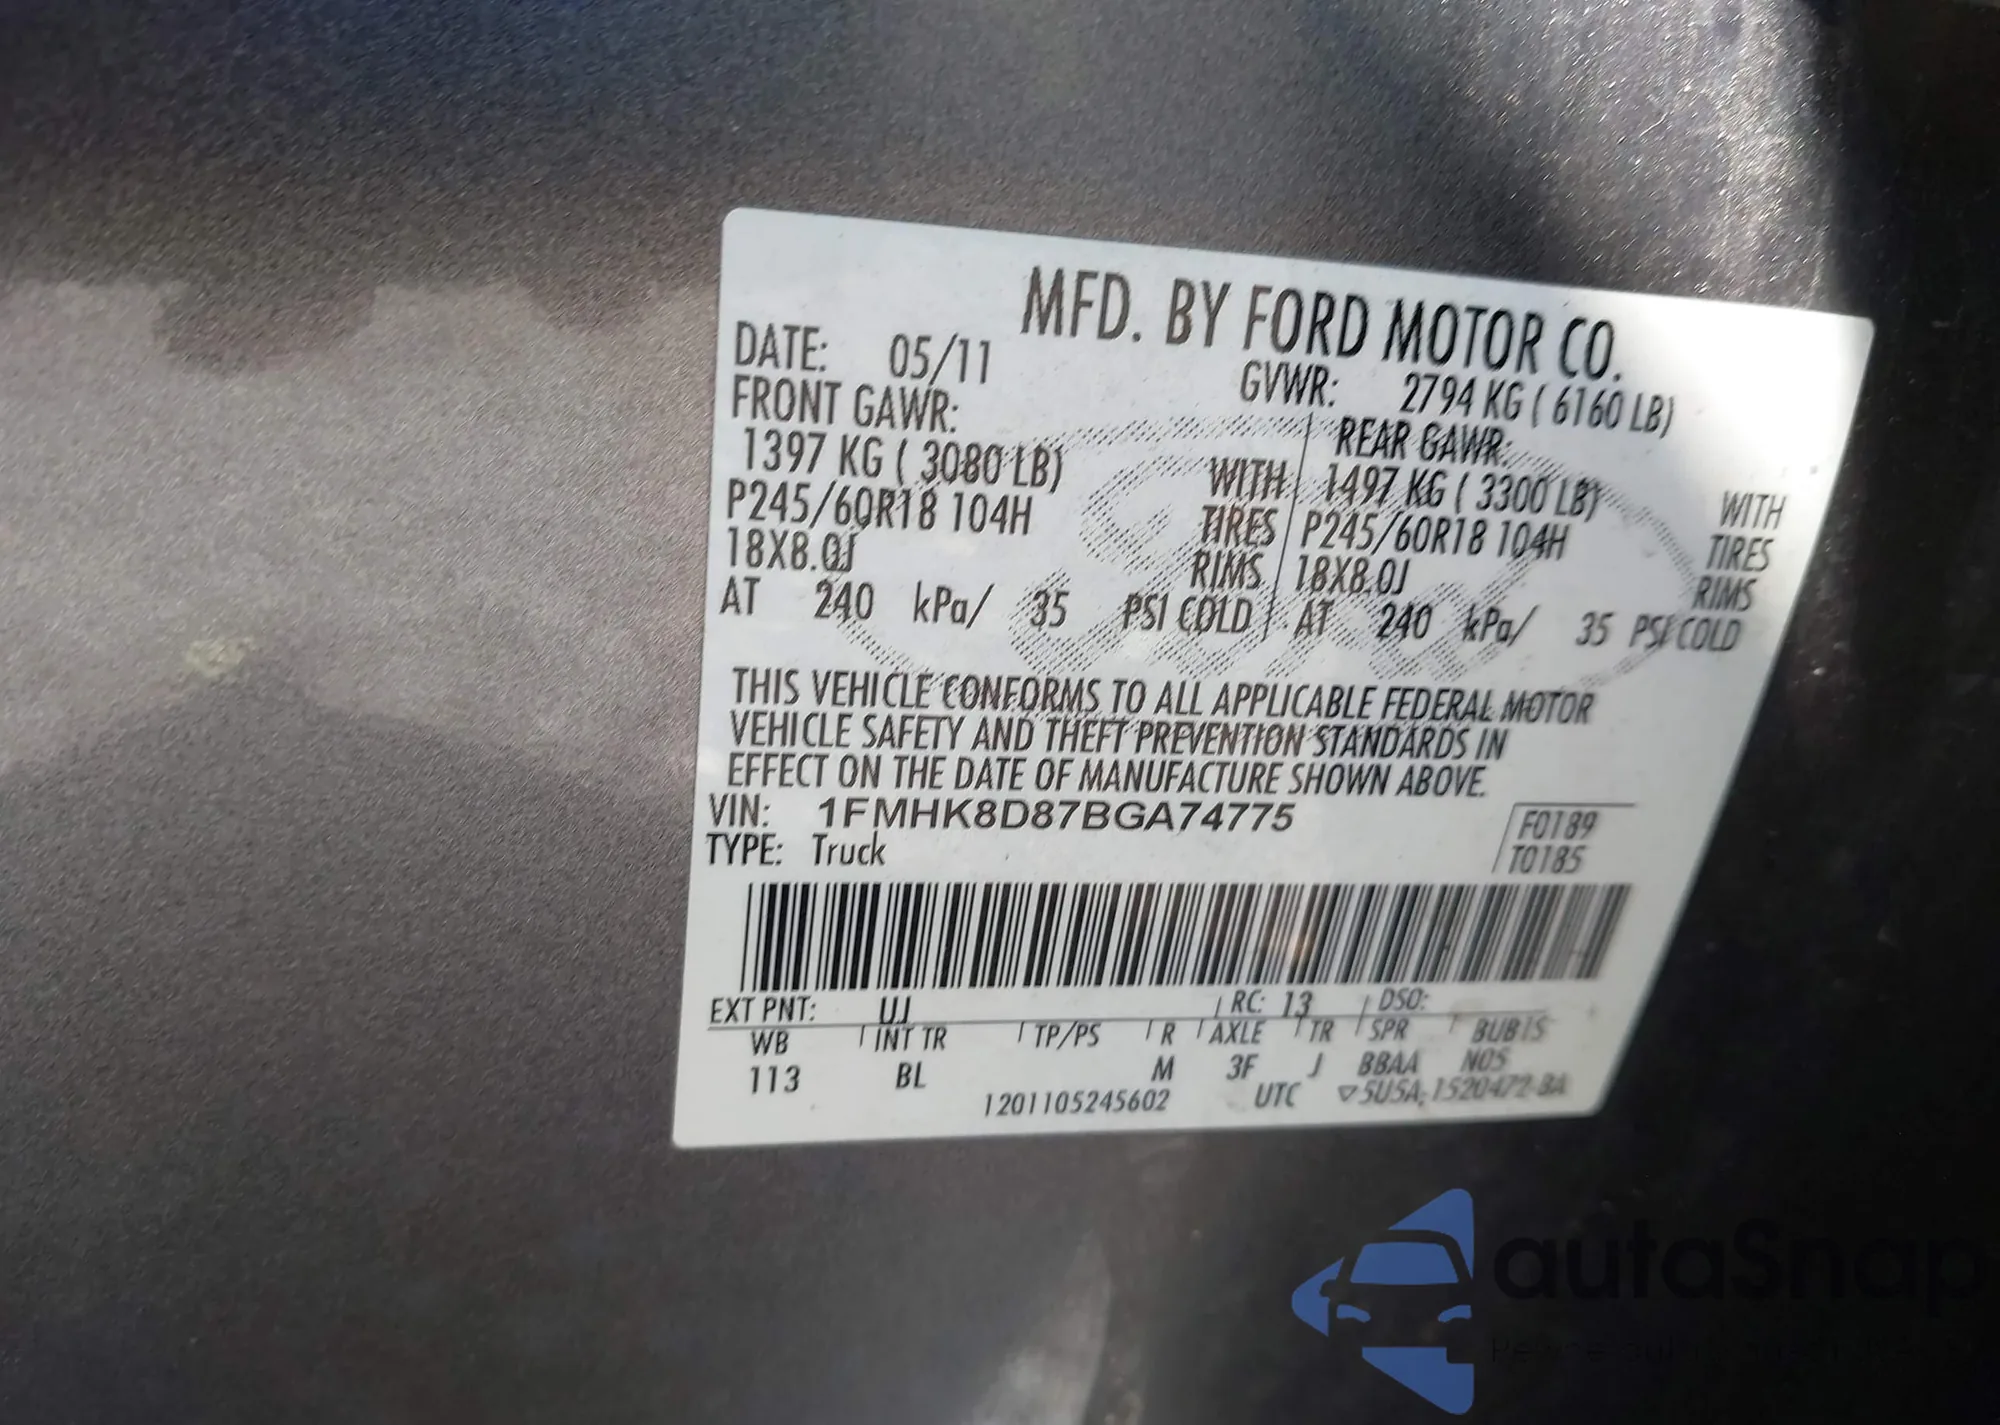 MFD. BY FORD MOTOR CO.
DATE: 05/11 GVWR: 2794 KG ( 6160 LB)
FRONT GAWR: REAR GAWR:
1397 KG ( 3080 LB) WITH 1497 KG ( 3300 LB) WITH
P245/60R18 104H TIRES P245/60R18 104H TIRES
18X8.0J RIMS 18X8.0J RIMS
AT 240 kPa/ 35 PSI COLD AT 240 kPa/ 35 PSI COLD
THIS VEHICLE CONFORMS TO ALL APPLICABLE FEDERAL MOTOR
VEHICLE SAFETY AND THEFT PREVENTION STANDARDS IN
EFFECT ON THE DATE OF MANUFACTURE SHOWN ABOVE.
VIN: 1FMHK8D87BGA74775 F0189
TYPE: Truck T0185
EXT PNT: UJ RC: 13 DSO:
WB INT TR TP/PS R AXLE TR SPR
113 BL M 3F J BBAA N05
1201105245602 UTC ▽5U5A-1520472-BA
autaSnap